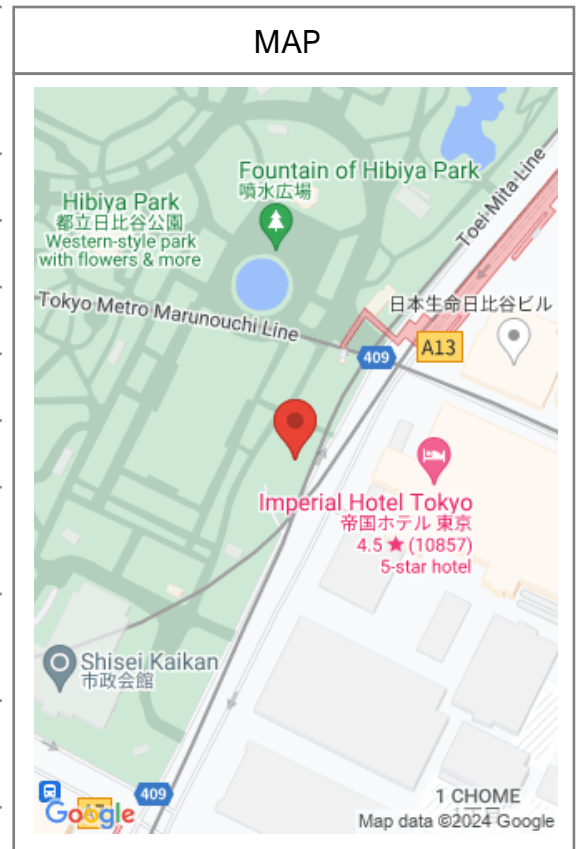 MAP
Fountain of Hibiya Park
噴水広場
Hibiya Park
都立日比谷公園
Western-style park
with flowers & more
Toei Mita Line
Tokyo Metro Marunouchi Line
日本生命日比谷ビル
409
A13
Imperial Hotel Tokyo
帝国ホテル 東京
4.5 ★ (10857)
5-star hotel
Shisei Kaikan
市政会館
409
Google
1 CHOME
Map data ©2024 Google